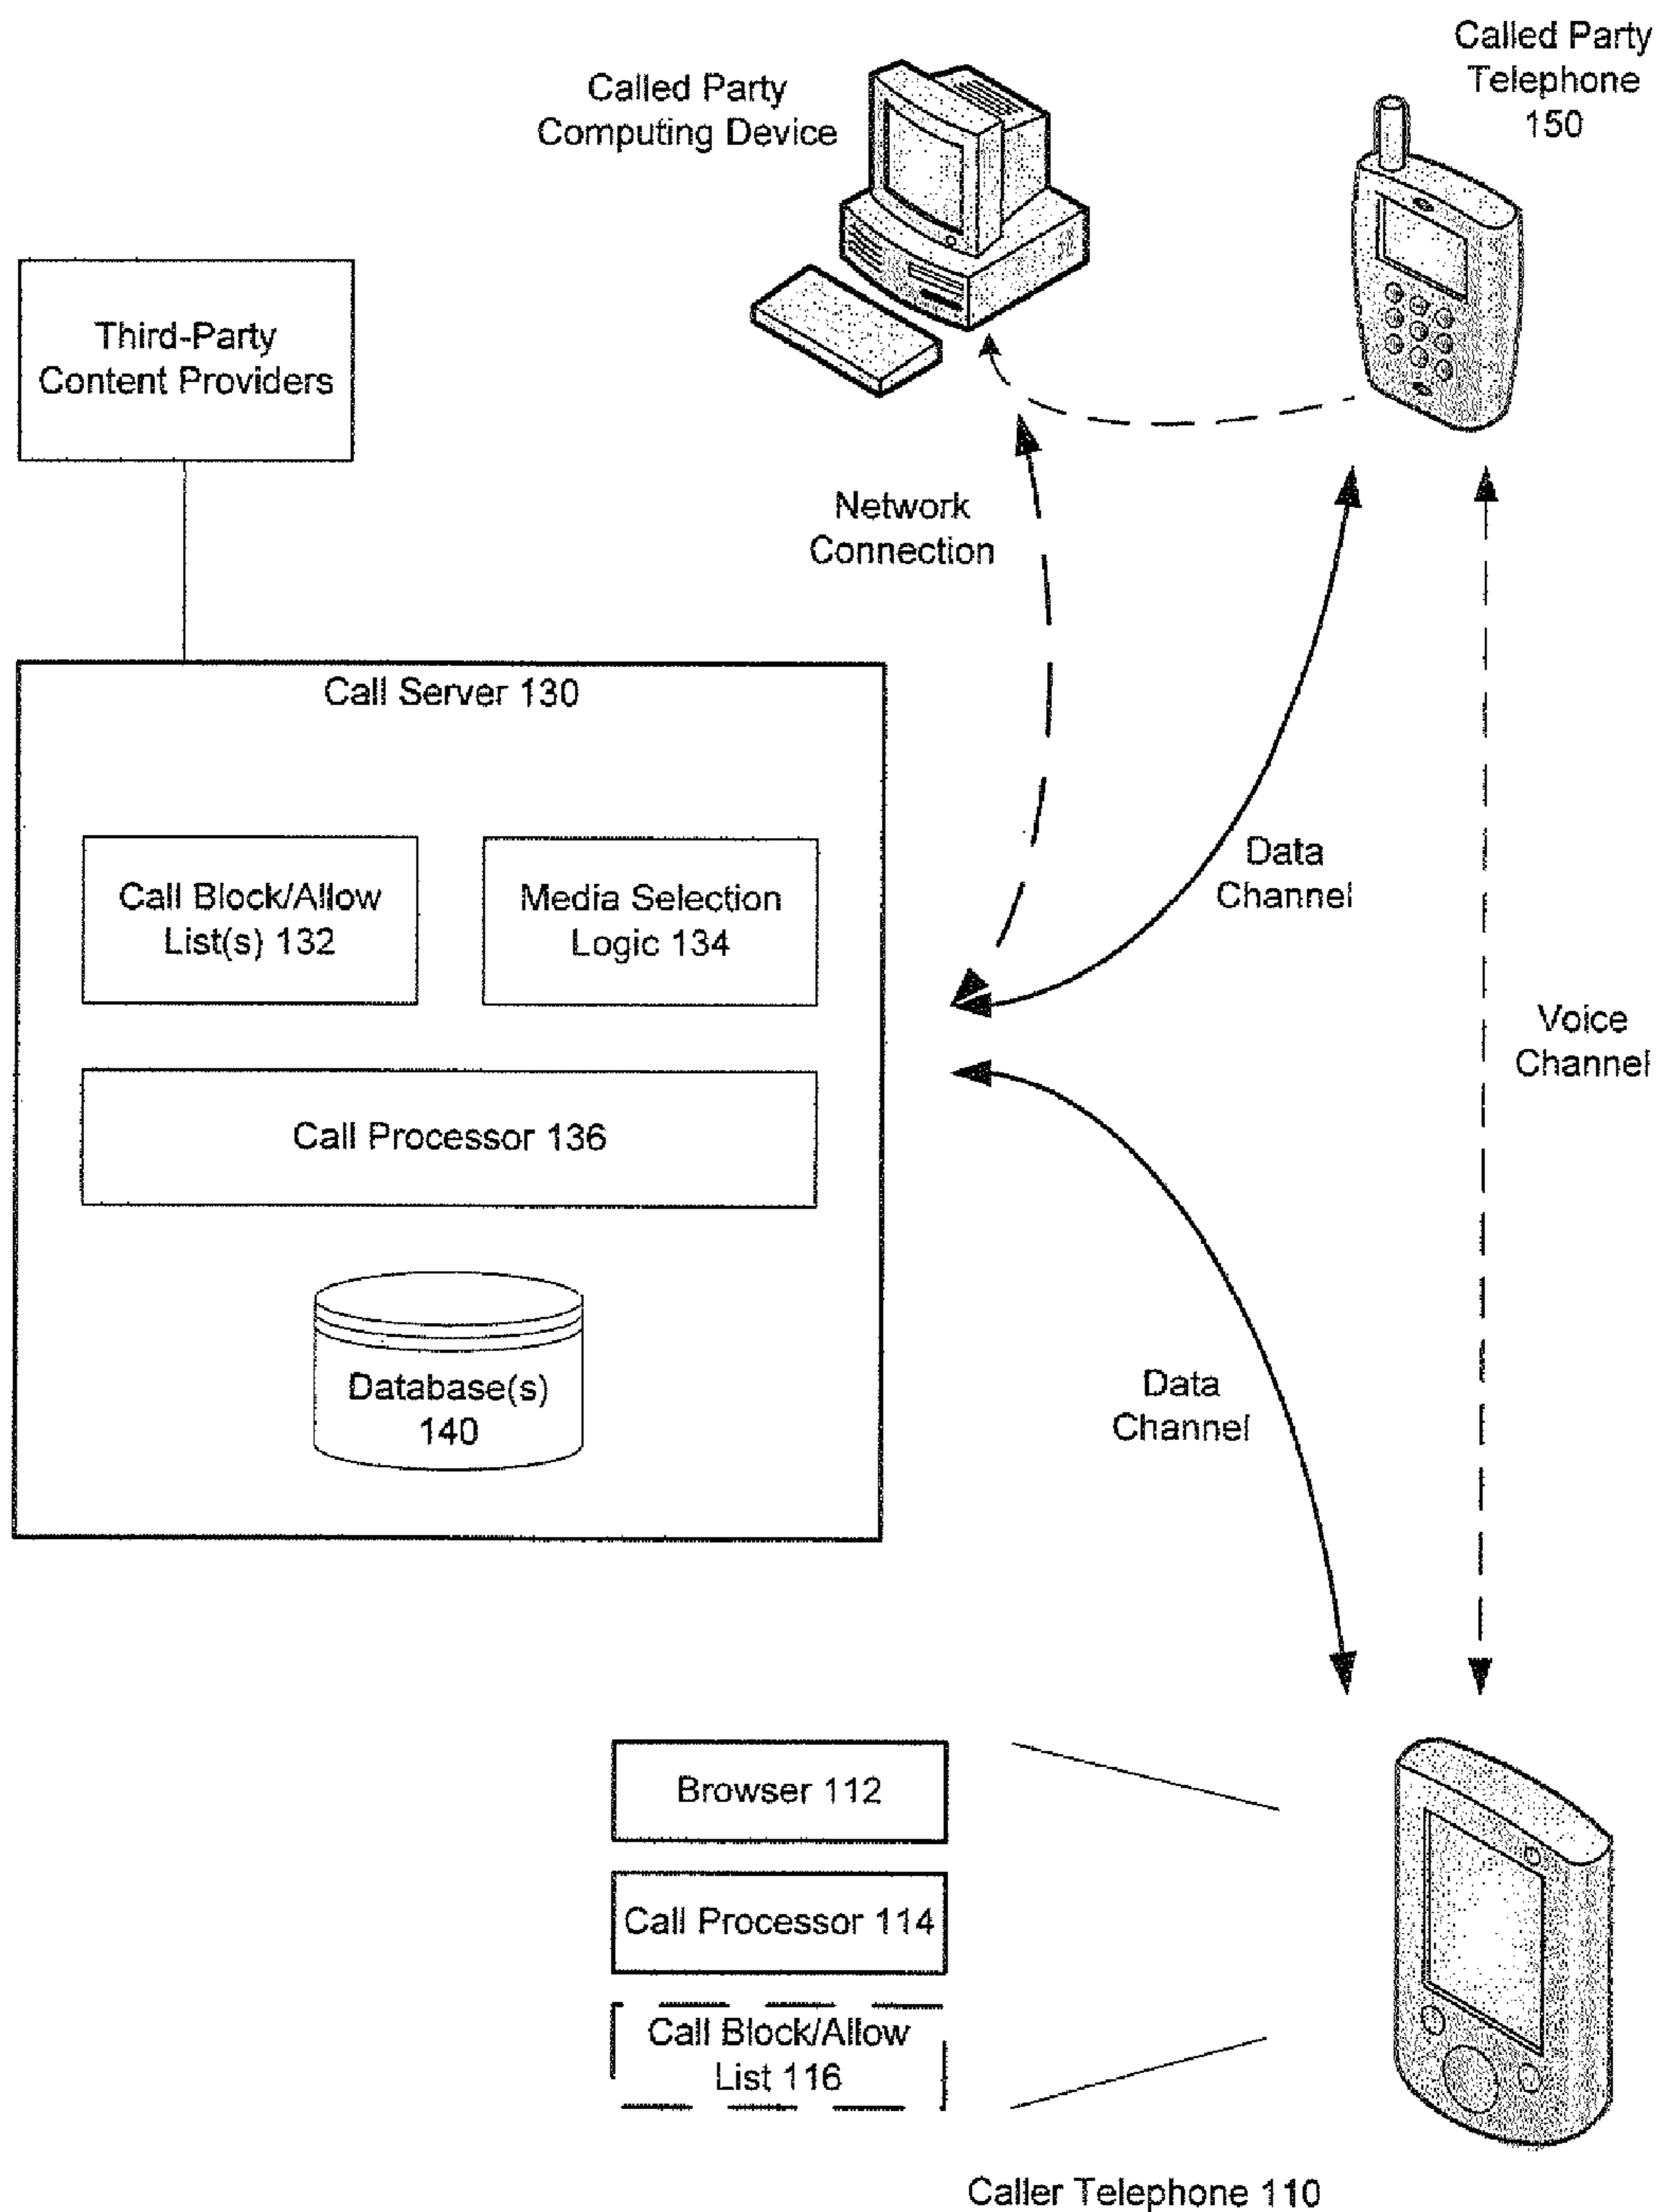 Called Party
Telephone
150
Called Party
Computing Device
Third-Party
Content Providers
Network
Connection
Call Server 130
Call Block/Allow
List(s) 132
Media Selection
Logic 134
Data
Channel
Voice
Channel
Call Processor 136
Database(s)
140
Data
Channel
Browser 112
Call Processor 114
Call Block/Allow
List 116
Caller Telephone 110